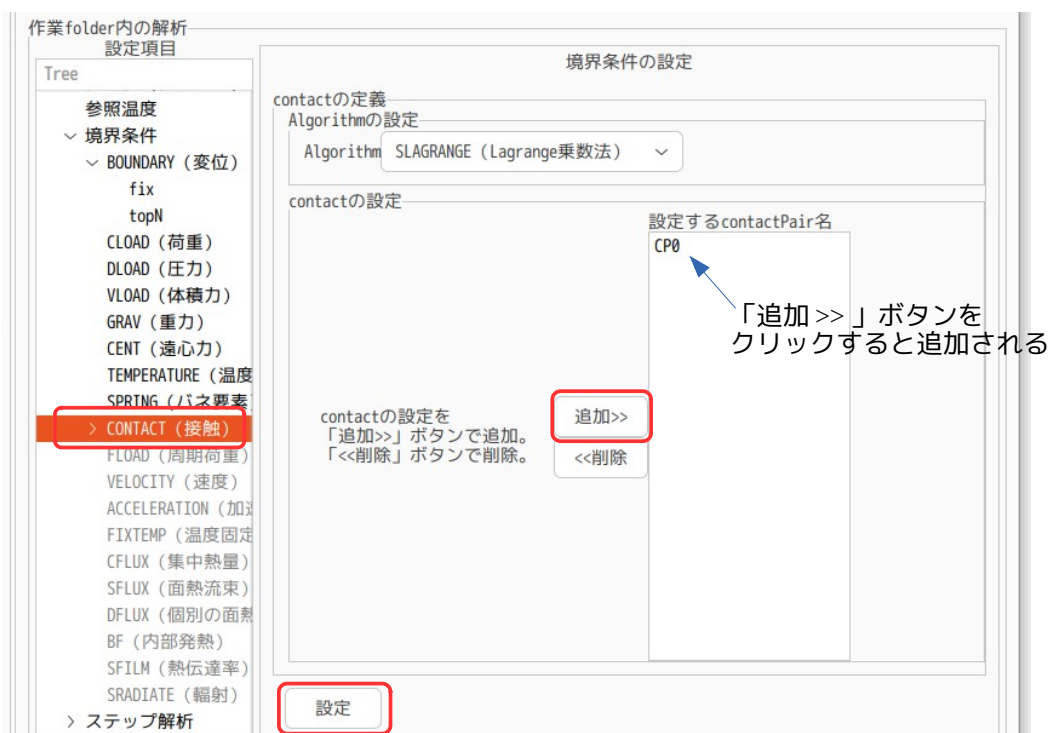 作業folder内の解析
設定項目
Tree
参照温度
境界条件
BOUNDARY (変位)
fix
topN
CLOAD (荷重)
DLOAD (圧力)
VLOAD (体積力)
GRAV (重力)
CENT (遠心力)
TEMPERATURE (温度
SPRING (バネ要素
CONTACT (接触)
FLOAD (周期荷重)
VELOCITY (速度)
ACCELERATION (加速
FIXTEMP (温度固定
CFLUX (集中熱量)
SFLUX (面熱流束)
DFLUX (個別の面熱
BF (内部発熱)
SFILM (熱伝達率)
SRADIATE (輻射)
ステップ解析
境界条件の設定
contactの定義
Algorithmの設定
Algorithm SLAGRANGE (Lagrange乗数法)
contactの設定
設定するcontactPair名
CP0
「追加 >> 」ボタンを
クリックすると追加される
contactの設定を
「追加>>」ボタンで追加。
「<<削除」ボタンで削除。
追加>>
<<削除
設定